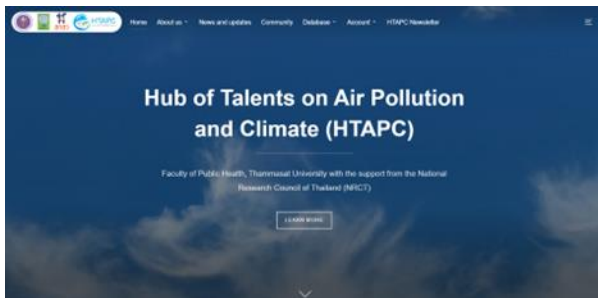 HTAPC
Home About us News and updates Community Database Account HTAPC Newsletter
Hub of Talents on Air Pollution
and Climate (HTAPC)
Faculty of Public Health, Thammasat University with the support from the National
Research Council of Thailand (NRCT)
LEARN MORE